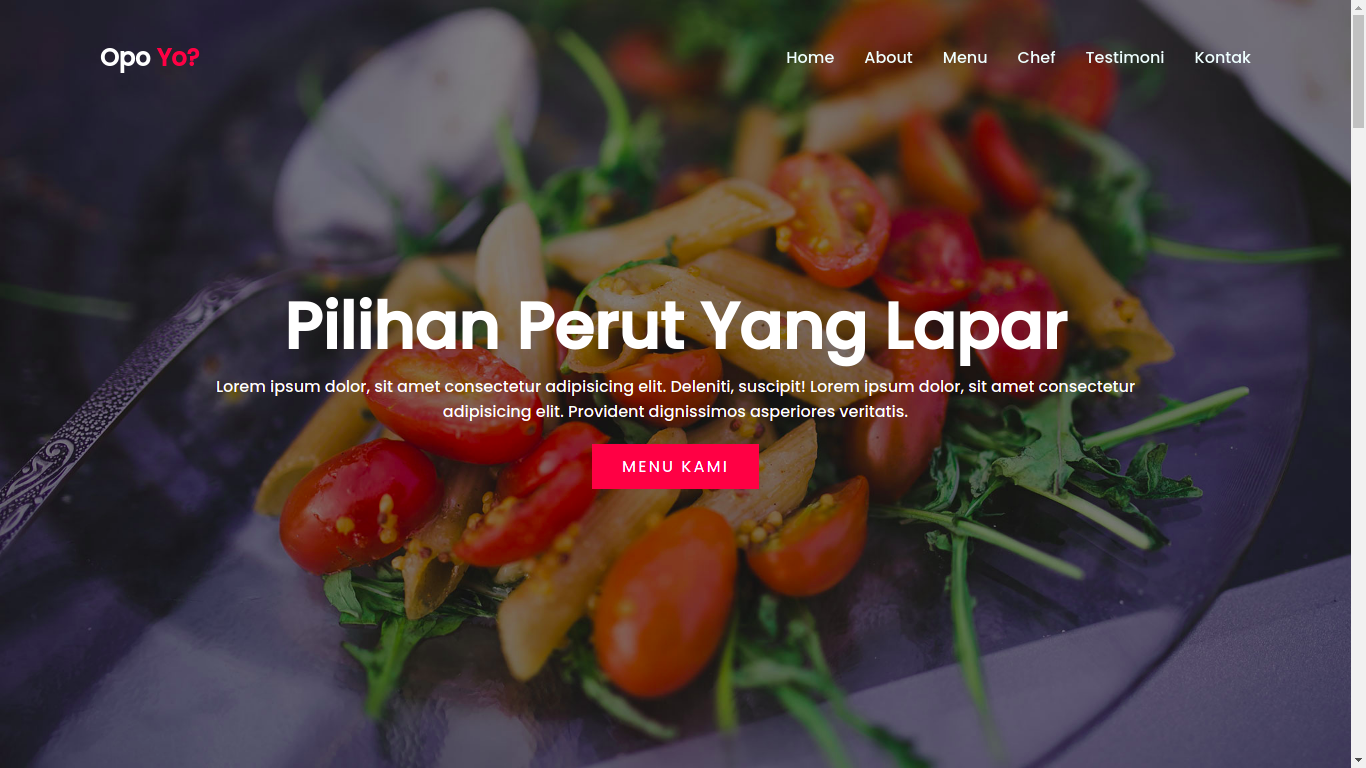 Opo Yo?
Home About Menu Chef Testimoni Kontak
Pilihan Perut Yang Lapar
Lorem ipsum dolor, sit amet consectetur adipisicing elit. Deleniti, suscipit! Lorem ipsum dolor, sit amet consectetur
adipisicing elit. Provident dignissimos asperiores veritatis.
MENU KAMI